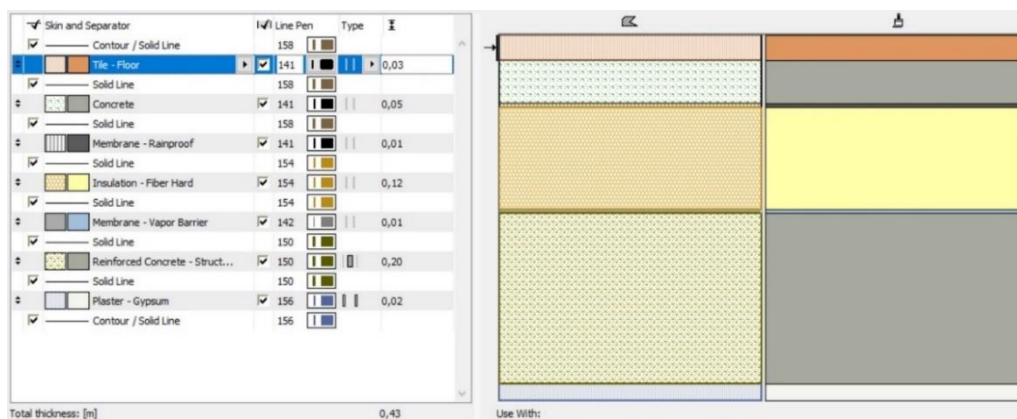 Skin and Separator Line Pen Type
Contour / Solid Line 158
Tile - Floor 141 0,03
Solid Line 158
Concrete 141 0,05
Solid Line 158
Membrane - Rainproof 141 0,01
Solid Line 154
Insulation - Fiber Hard 154 0,12
Solid Line 154
Membrane - Vapor Barrier 142 0,01
Solid Line 150
Reinforced Concrete - Struct... 150 0,20
Solid Line 150
Plaster - Gypsum 156 0,02
Contour / Solid Line 156
Total thickness: [m] 0,43 Use With: